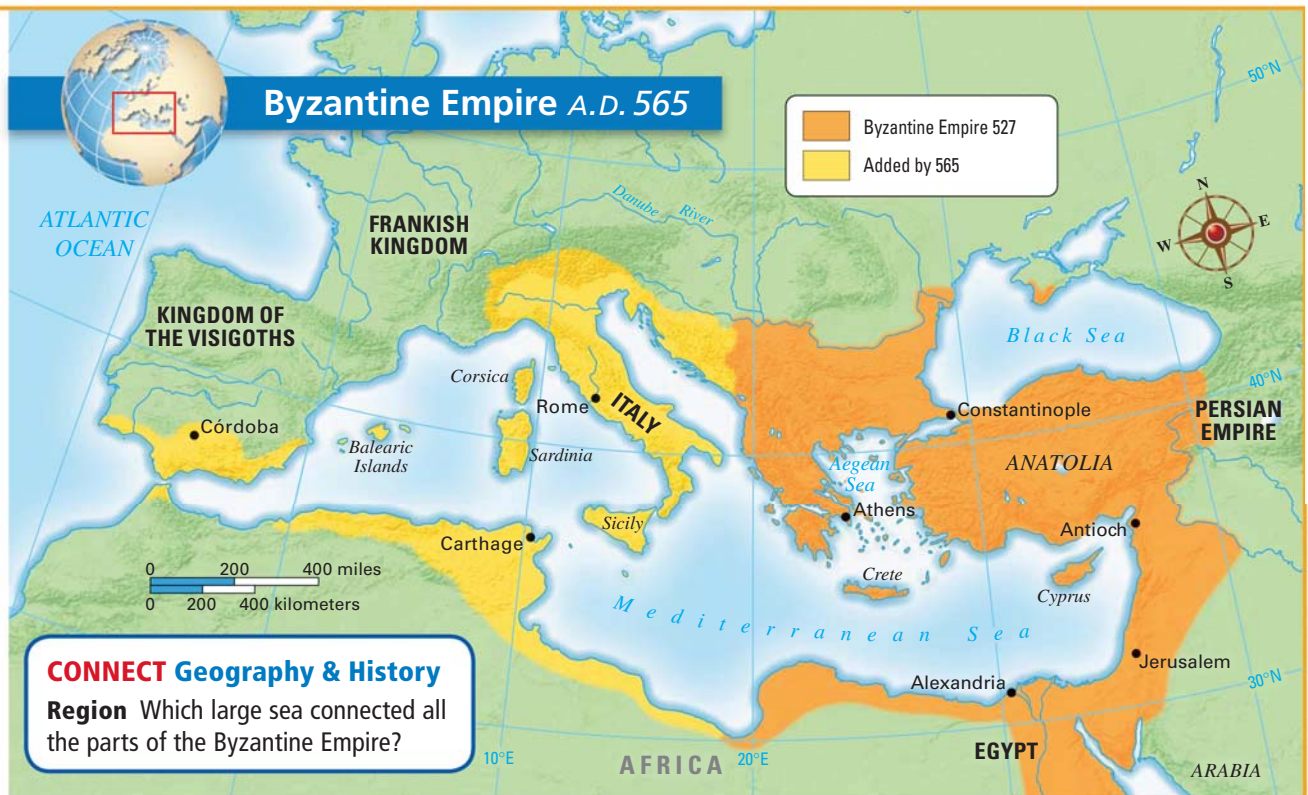 Byzantine Empire A.D. 565
Byzantine Empire 527
Added by 565
50°N
N
E
W
S
ATLANTIC
OCEAN
FRANKISH
KINGDOM
Danube River
KINGDOM OF
THE VISIGOTHS
Black Sea
40°N
Corsica
Rome
ITALY
Constantinople
PERSIAN
EMPIRE
Córdoba
Balearic
Islands
Sardinia
Aegean
Sea
ANATOLIA
Athens
Sicily
Carthage
Antioch
0 200 400 miles
0 200 400 kilometers
Crete
Cyprus
Mediterranean Sea
Jerusalem
Alexandria
30°N
CONNECT Geography & History
Region Which large sea connected all
the parts of the Byzantine Empire?
10°E
AFRICA
20°E
EGYPT
ARABIA